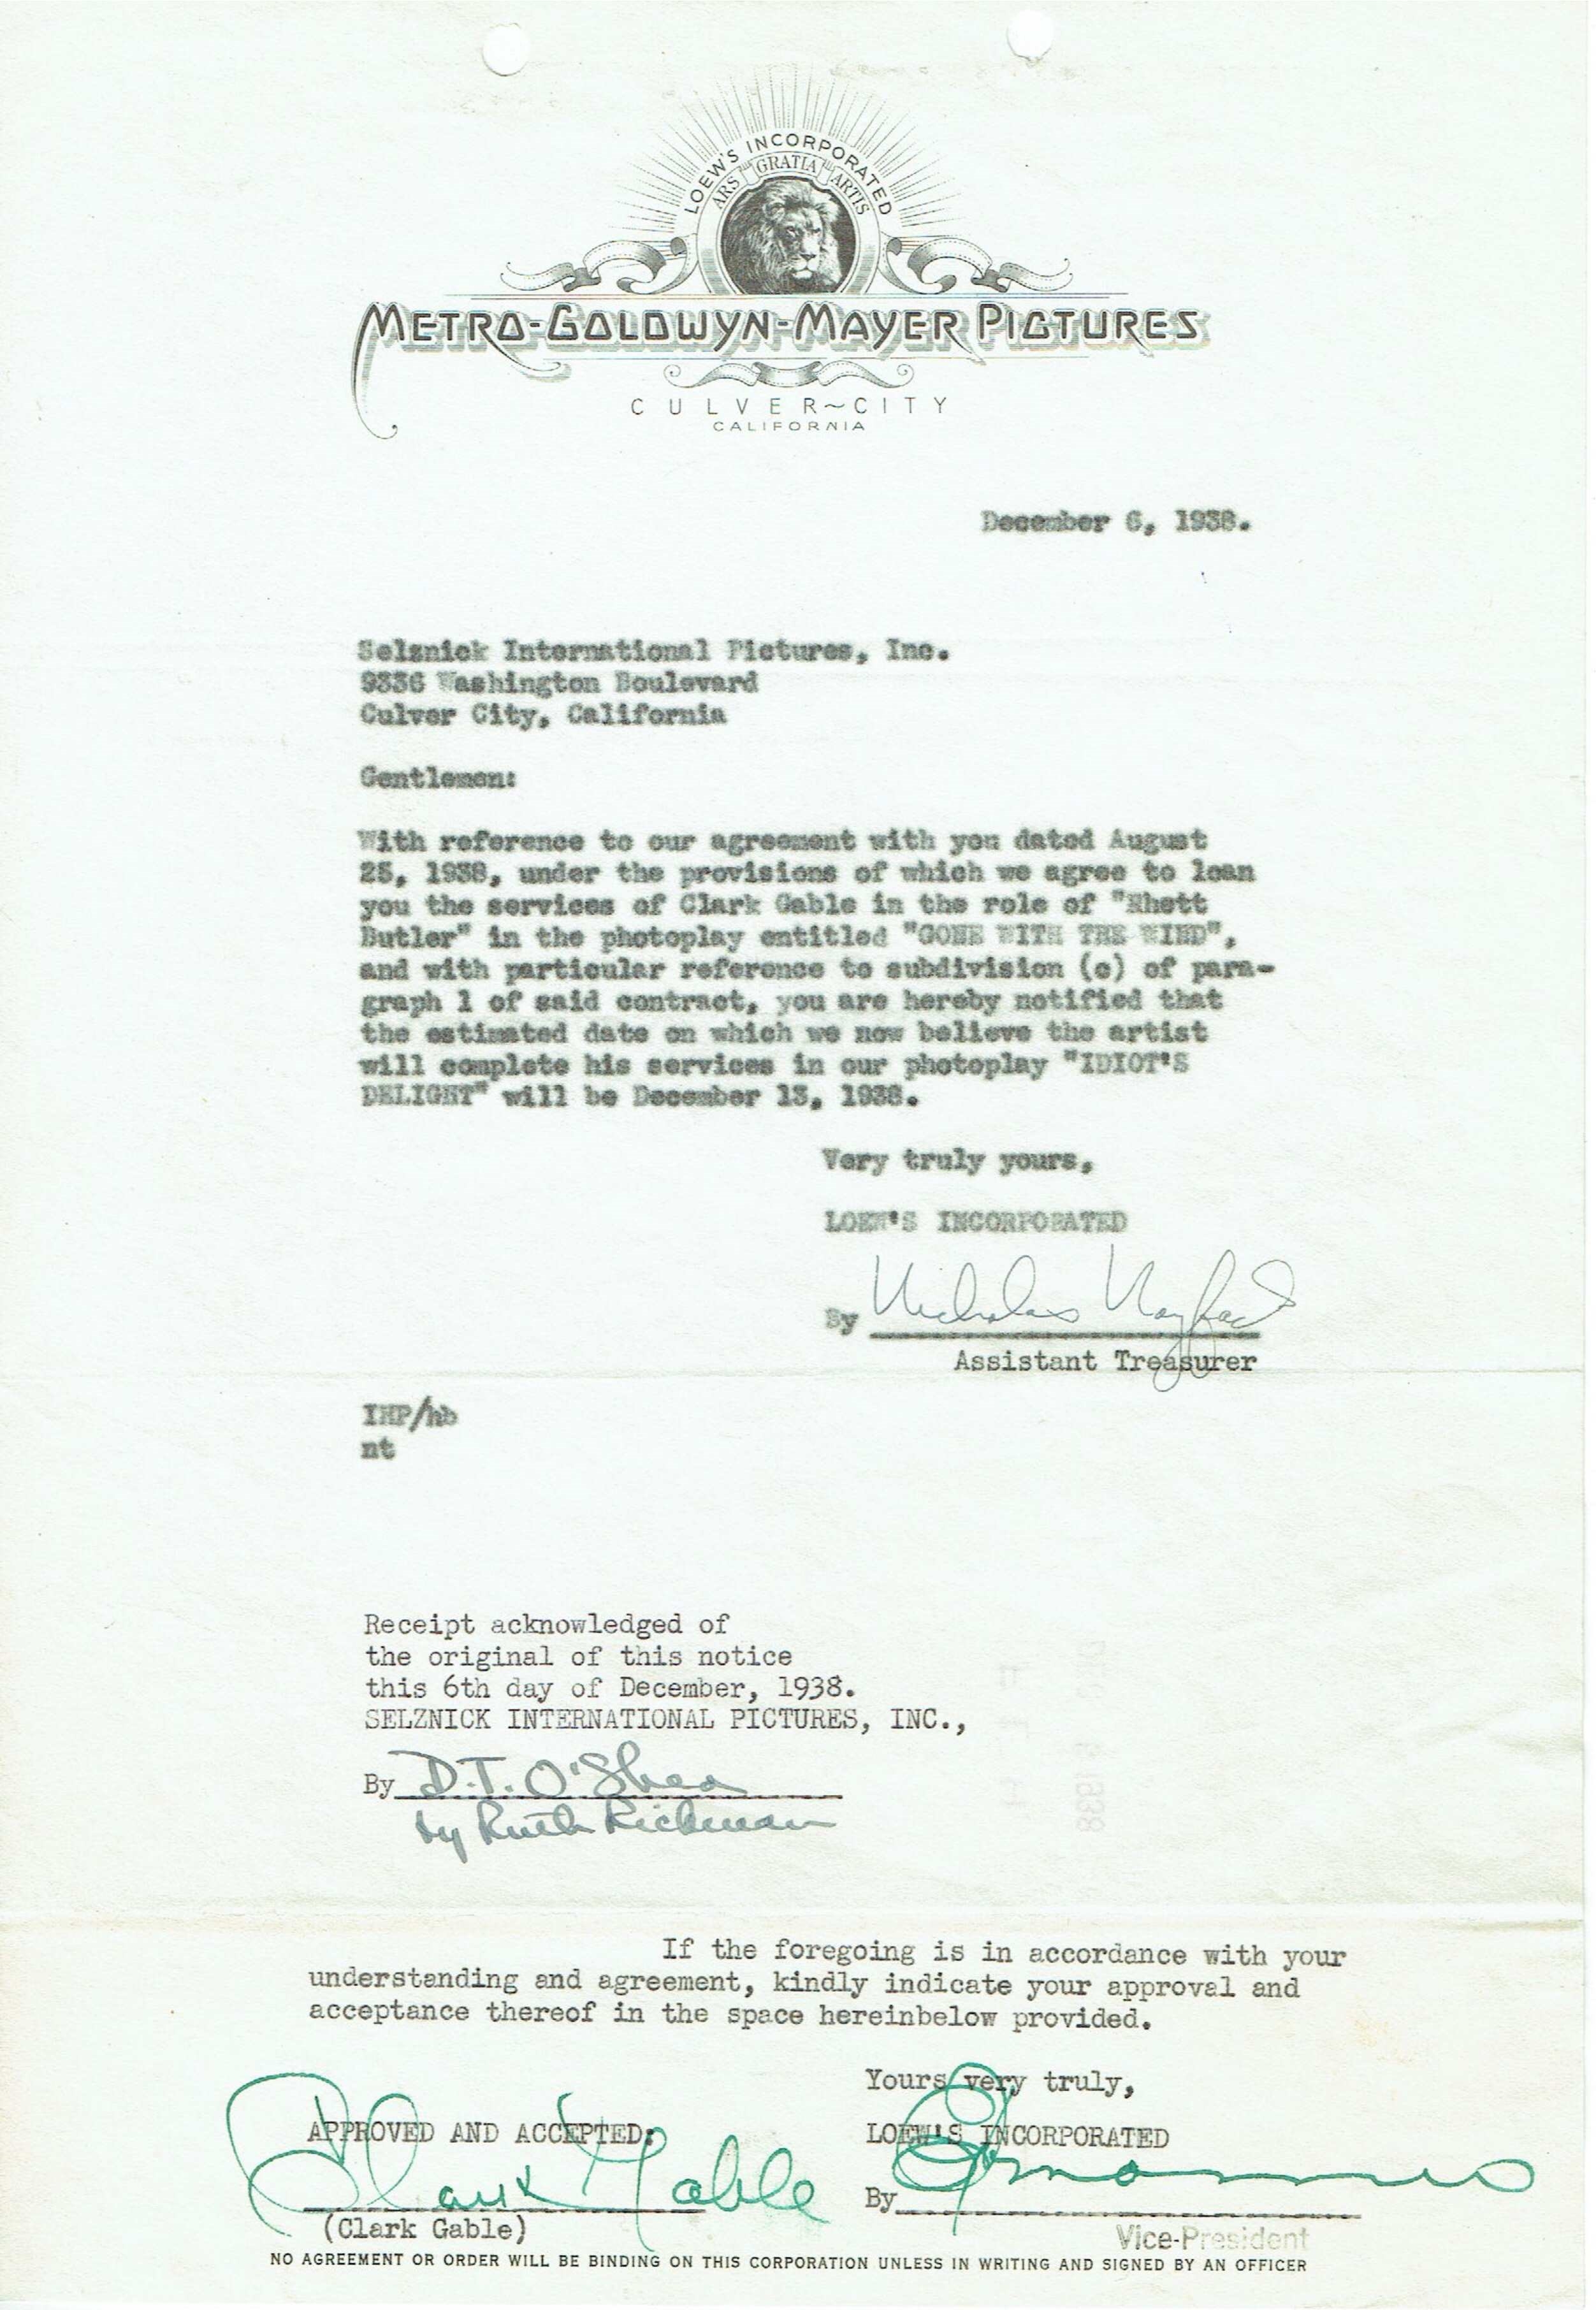 LOEW'S INCORPORATED
ARS GRATIA ARTIS
METRO-GOLDWYN-MAYER PICTURES
CULVER~CITY
CALIFORNIA
December 6, 1938.
Selznick International Pictures, Inc.
9336 Washington Boulevard
Culver City, California
Gentlemen:
With reference to our agreement with you dated August
25, 1938, under the provisions of which we agree to loan
you the services of Clark Gable in the role of "Rhett
Butler" in the photoplay entitled "GONE WITH THE WIND",
and with particular reference to subdivision (c) of para-
graph 1 of said contract, you are hereby notified that
the estimated date on which we now believe the artist
will complete his services in our photoplay "IDIOT'S
DELIGHT" will be December 13, 1938.
Very truly yours,
LOEW'S INCORPORATED
By Nicholas
Assistant Treasurer
IHP/hb
nt
Receipt acknowledged of
the original of this notice
this 6th day of December, 1938.
SELZNICK INTERNATIONAL PICTURES, INC.,
By D.T. O'Shea
by Ruth Rickman
If the foregoing is in accordance with your
understanding and agreement, kindly indicate your approval and
acceptance thereof in the space hereinbelow provided.
Yours very truly,
APPROVED AND ACCEPTED:
LOEW'S INCORPORATED
Clark Gable
By
(Clark Gable)
Vice-President
NO AGREEMENT OR ORDER WILL BE BINDING ON THIS CORPORATION UNLESS IN WRITING AND SIGNED BY AN OFFICER